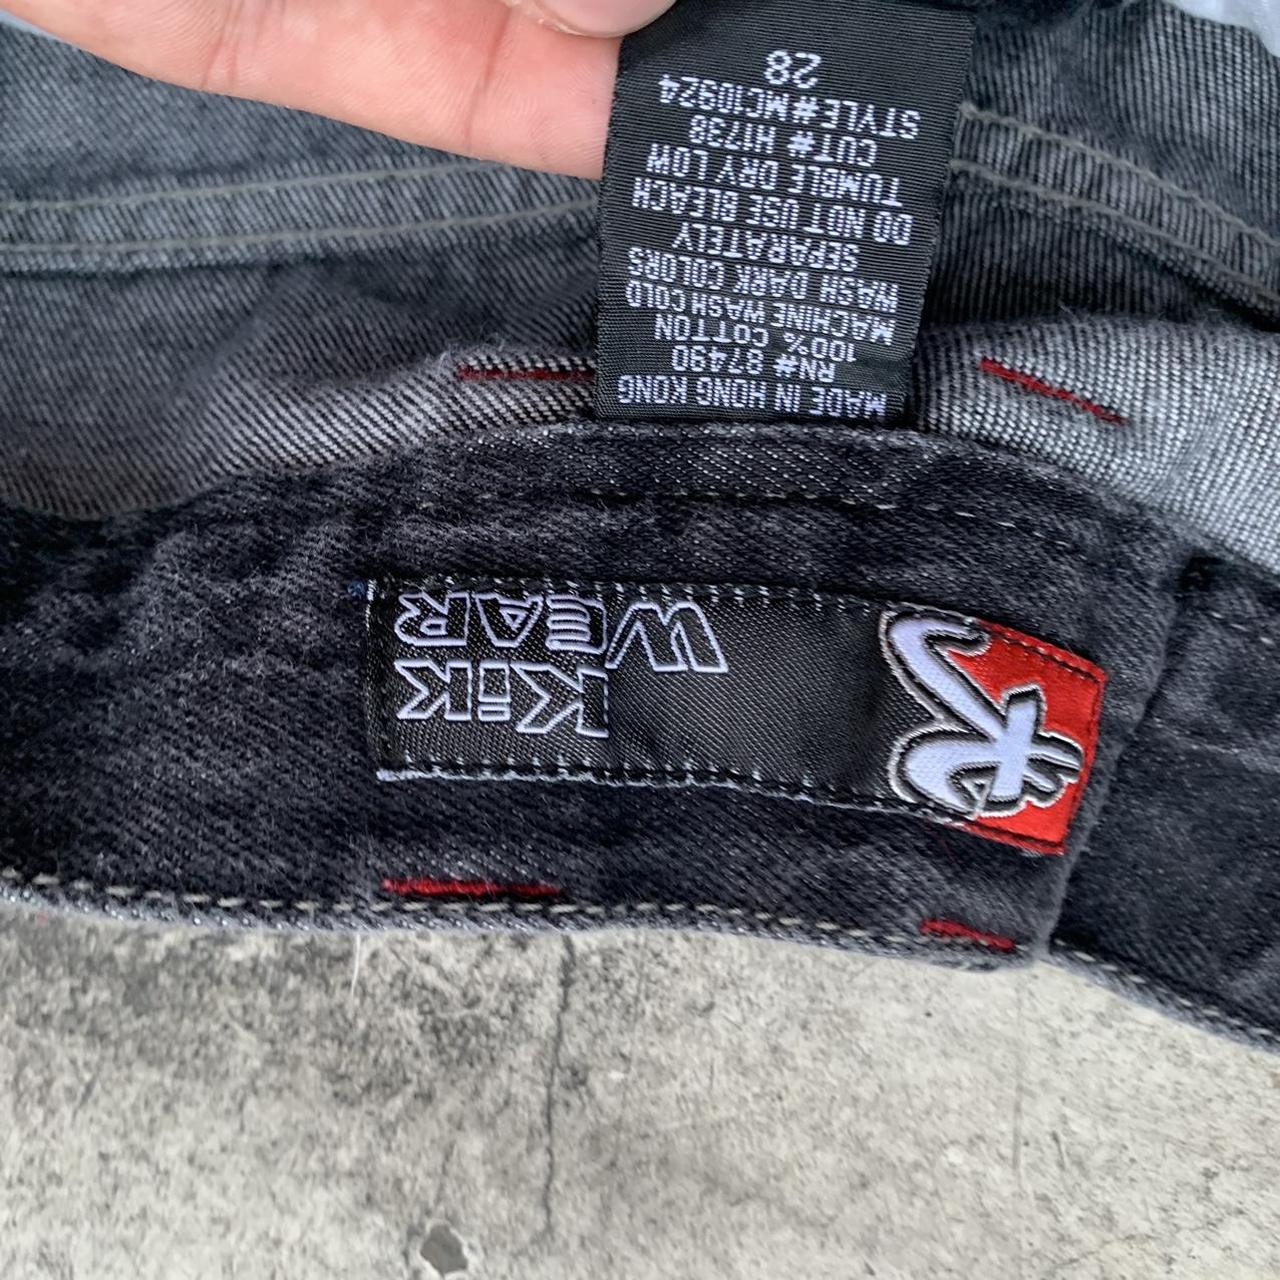 MADE IN HONG KONG
RN# 87490
100% COTTON
MACHINE WASH COLD
WASH DARK COLORS
SEPARATELY
DO NOT USE BLEACH
TUMBLE DRY LOW
CUT# H1738
STYLE#MC10924
28
KiK
WEAR